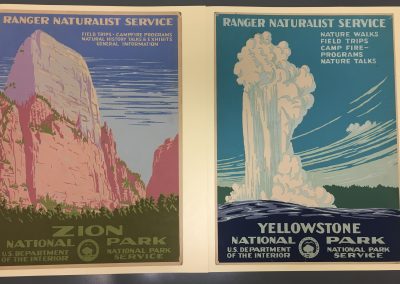 RANGER NATURALIST SERVICE
FIELD TRIPS - CAMPFIRE PROGRAMS
NATURAL HISTORY TALKS & EXHIBITS
GENERAL INFORMATION
ZION
NATIONAL PARK
U.S. DEPARTMENT OF THE INTERIOR
NATIONAL PARK SERVICE
RANGER NATURALIST SERVICE
NATURE WALKS
FIELD TRIPS
CAMP FIRE-
PROGRAMS
NATURE TALKS
YELLOWSTONE
NATIONAL PARK
U.S. DEPARTMENT OF THE INTERIOR
NATIONAL PARK SERVICE